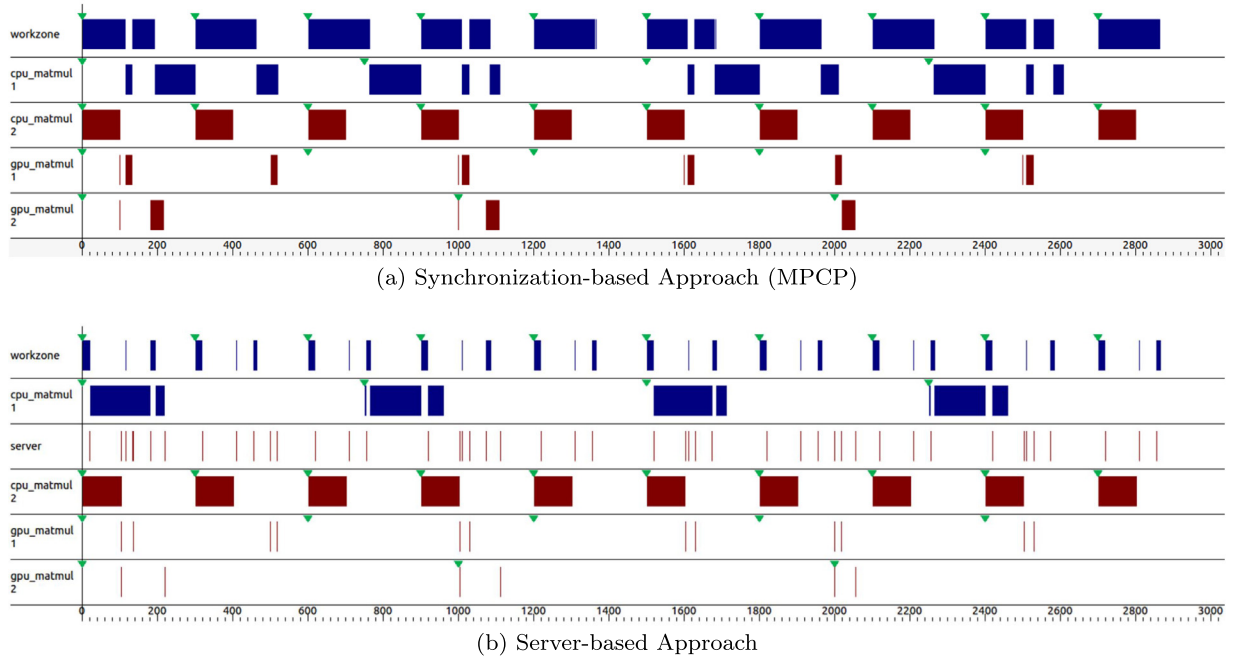 workzone
cpu_matmul
1
cpu_matmul
2
gpu_matmul
1
gpu_matmul
2
0 200 400 600 800 1000 1200 1400 1600 1800 2000 2200 2400 2600 2800 3000
(a) Synchronization-based Approach (MPCP)
workzone
cpu_matmul
1
server
cpu_matmul
2
gpu_matmul
1
gpu_matmul
2
0 200 400 600 800 1000 1200 1400 1600 1800 2000 2200 2400 2600 2800 3000
(b) Server-based Approach